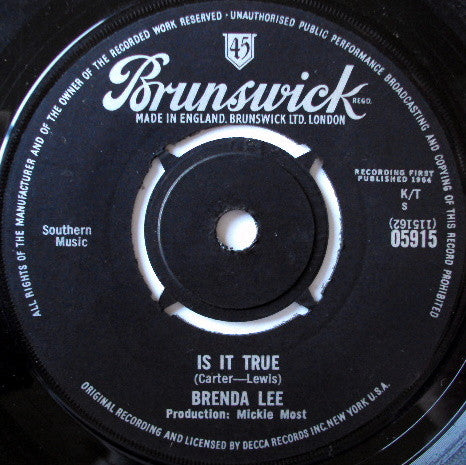 ALL RIGHTS OF THE MANUFACTURER AND OF THE OWNER OF THE RECORDED WORK RESERVED · UNAUTHORISED PUBLIC PERFORMANCE BROADCASTING AND COPYING OF THIS RECORD PROHIBITED
45
Brunswick
REGD.
MADE IN ENGLAND. BRUNSWICK LTD. LONDON
RECORDING FIRST
PUBLISHED 1964
K/T
S
(115162)
05915
Southern
Music
IS IT TRUE
(Carter—Lewis)
BRENDA LEE
Production: Mickie Most
ORIGINAL RECORDING AND LICENSED BY DECCA RECORDS INC. NEW YORK U.S.A.